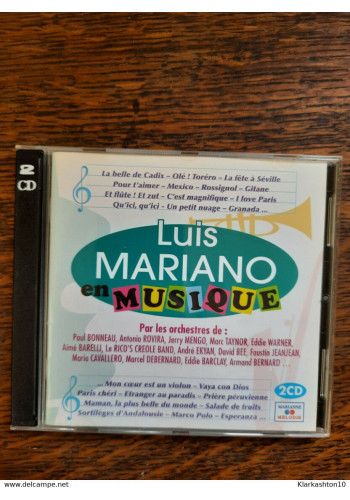 2
CD
La belle de Cadix – Olé ! Toréro – La fête à Séville
Pour t'aimer – Mexico – Rossignol – Gitane
Et flûte ! Et zut – C'est magnifique – I love Paris
Qu'ici, qu'ici - Un petit nuage – Granada ...
Luis
MARIANO
en MUSIQUE
Par les orchestres de :
Paul BONNEAU, Antonio ROVIRA, Jerry MENGO, Marc TAYNOR, Eddie WARNER,
Aimé BARELLI, Le RICO'S CREOLE BAND, André EKYAN, David BEE, Faustin JEANJEAN,
Mario CAVALLERO, Marcel DEBERNARD, Eddie BARCLAY, Armand BERNARD ....
... Mon cœur est un violon – Vaya con Dios
Paris chéri – Etranger au paradis – Prière péruvienne
Maman, la plus belle du monde – Salade de fruits
Sortilèges d'Andalousie – Marco Polo – Esperanza ...
2CD
MARIANNE
MELODIE
www.delcampe.net
Klarkashton10